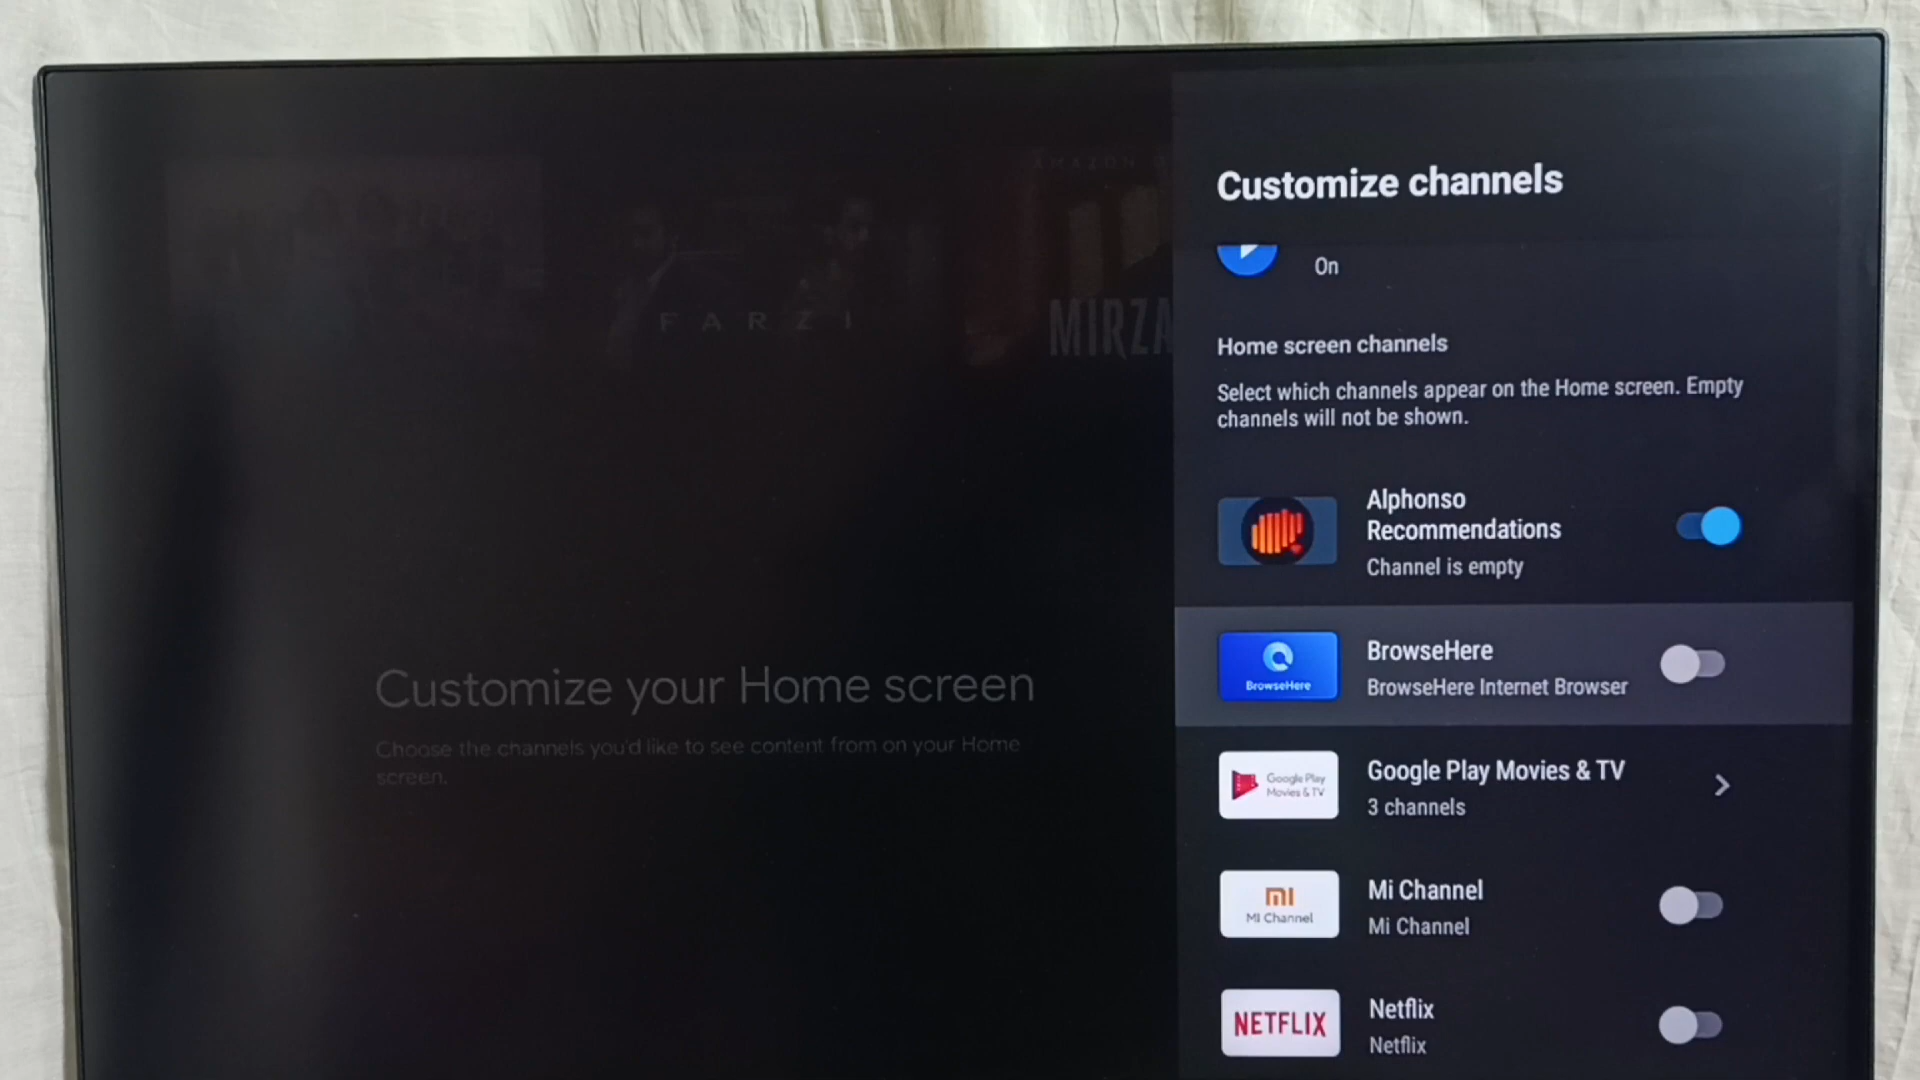 AMAZON
FARZI
MIRZA
Customize your Home screen
Choose the channels you'd like to see content from on your Home
screen.
Customize channels
On
Home screen channels
Select which channels appear on the Home screen. Empty
channels will not be shown.
Alphonso
Recommendations
Channel is empty
BrowseHere
BrowseHere
BrowseHere Internet Browser
Google Play
Movies & TV
Google Play Movies & TV
3 channels
MI Channel
Mi Channel
Mi Channel
NETFLIX
Netflix
Netflix